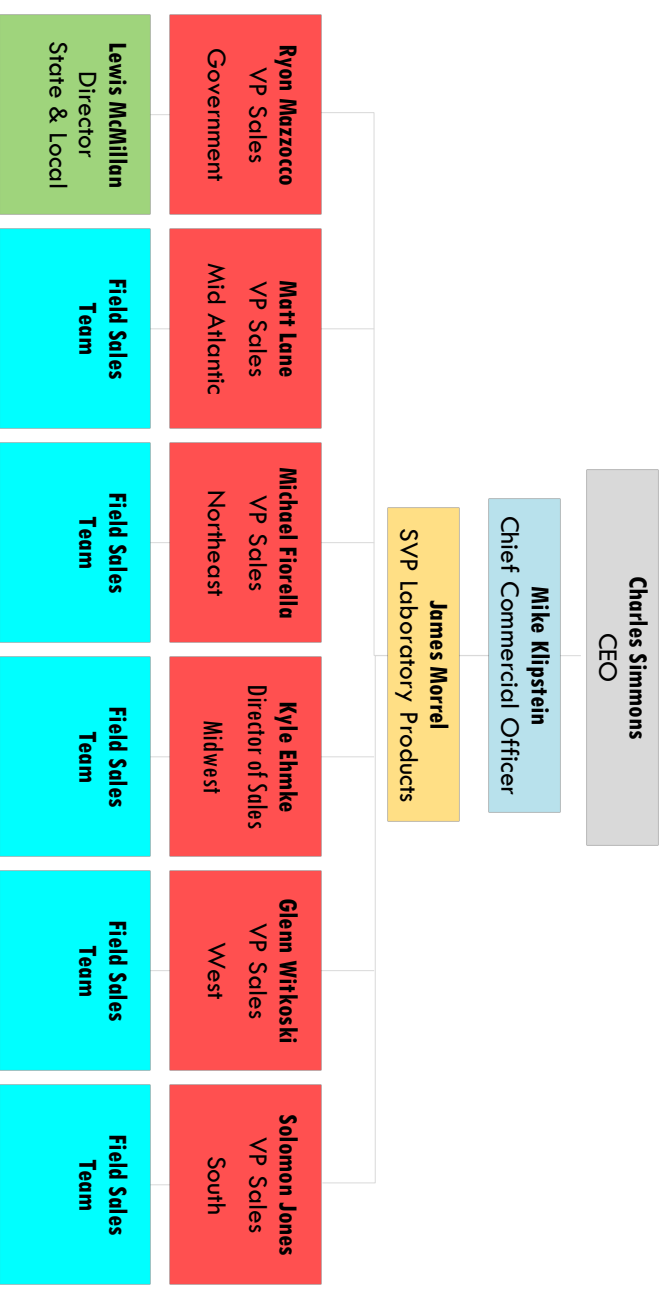 Charles Simmons
CEO
Mike Klipstein
Chief Commercial Officer
James Morrel
SVP Laboratory Products
Ryon Mazzocco
VP Sales
Government
Matt Lane
VP Sales
Mid Atlantic
Michael Fiorella
VP Sales
Northeast
Kyle Ehmke
Director of Sales
Midwest
Glenn Witkoski
VP Sales
West
Solomon Jones
VP Sales
South
Lewis McMillan
Director
State & Local
Field Sales
Team
Field Sales
Team
Field Sales
Team
Field Sales
Team
Field Sales
Team